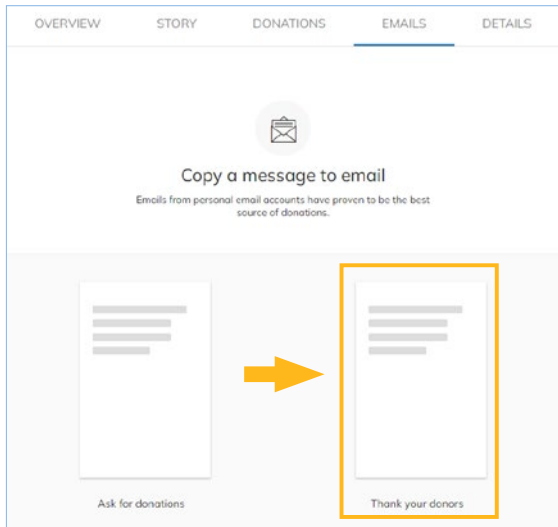 OVERVIEW STORY DONATIONS EMAILS DETAILS
Copy a message to email
Emails from personal email accounts have proven to be the best
source of donations.
Ask for donations Thank your donors